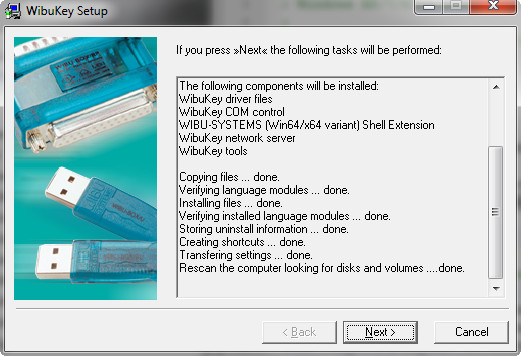 WibuKey Setup
If you press »Next« the following tasks will be performed:
The following components will be installed:
WibuKey driver files
WibuKey COM control
WIBU-SYSTEMS (Win64/x64 variant) Shell Extension
WibuKey network server
WibuKey tools
Copying files ... done.
Verifying language modules ... done.
Installing files ... done.
Verifying installed language modules ... done.
Storing uninstall information ... done.
Creating shortcuts ... done.
Transfering settings ... done.
Rescan the computer looking for disks and volumes ....done.
< Back
Next >
Cancel